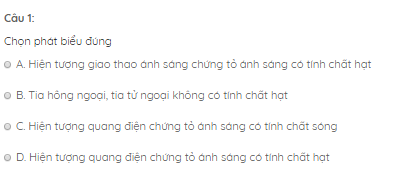 Câu 1:
Chọn phát biểu đúng
A. Hiện tượng giao thao ánh sáng chứng tỏ ánh sáng có tính chất hạt
B. Tia hồng ngoại, tia tử ngoại không có tính chất hạt
C. Hiện tượng quang điện chứng tỏ ánh sáng có tính chất sóng
D. Hiện tượng quang điện chứng tỏ ánh sáng có tính chất hạt